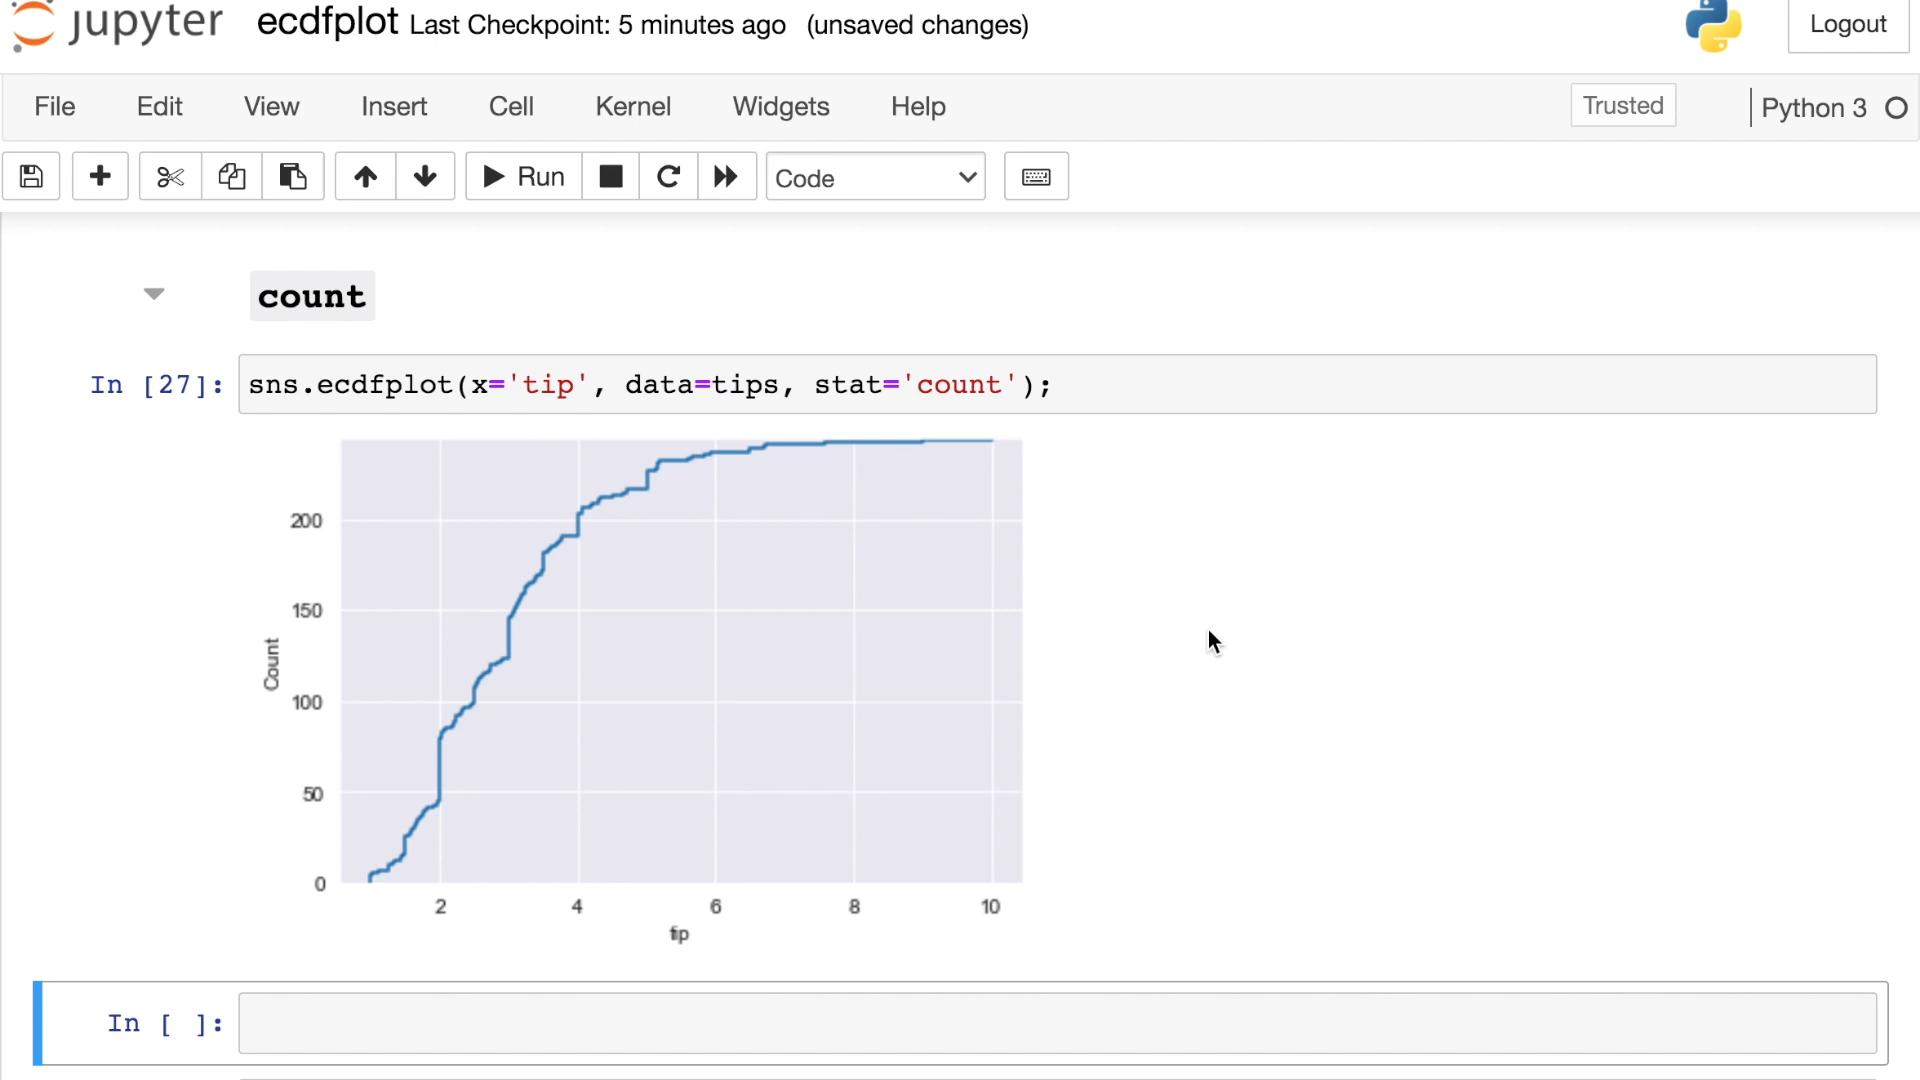 jupyter ecdfplot Last Checkpoint: 5 minutes ago (unsaved changes) Logout
File Edit View Insert Cell Kernel Widgets Help Trusted Python 3
Run Code
count
In [27]: sns.ecdfplot(x='tip', data=tips, stat='count');
200
150
100
50
0
Count
2 4 6 8 10
tip
In [ ]: